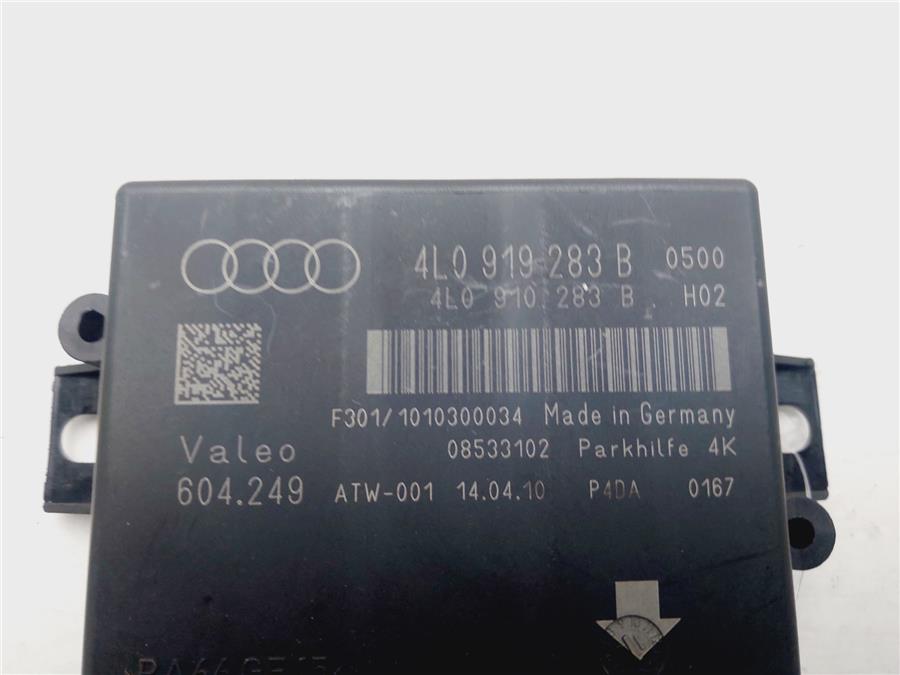 4L0 919 283 B 0500
4L0 910 283 B H02
F301/1010300034 Made in Germany
Valeo 08533102 Parkhilfe 4K
604.249 ATW-001 14.04.10 P4DA 0167